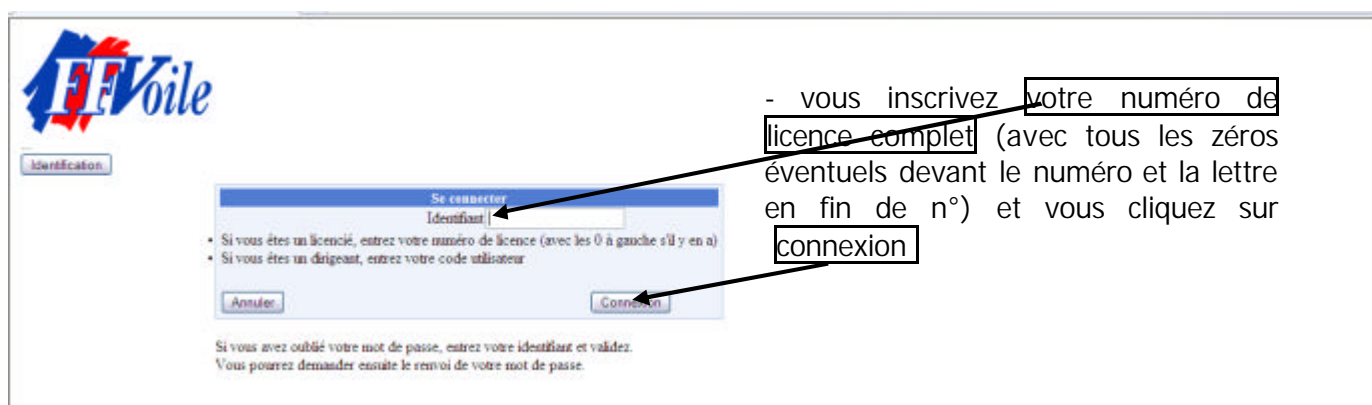 FFVoile
Identification
- vous inscrivez votre numéro de
licence complet (avec tous les zéros
éventuels devant le numéro et la lettre
en fin de n°) et vous cliquez sur
connexion
Se connecter
Identifiant
• Si vous êtes un licencié, entrez votre numéro de licence (avec les 0 à gauche s'il y en a)
• Si vous êtes un dirigeant, entrez votre code utilisateur
Annuler
Connexion
Si vous avez oublié votre mot de passe, entrez votre identifiant et validez.
Vous pourrez demander ensuite le renvoi de votre mot de passe.